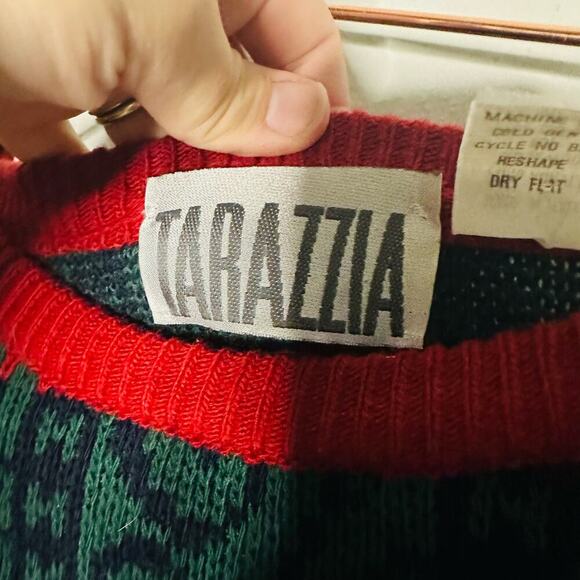 TARAZZIA
MACHINE
COLD
CYCLE NO
RESHAPE
DRY FLAT